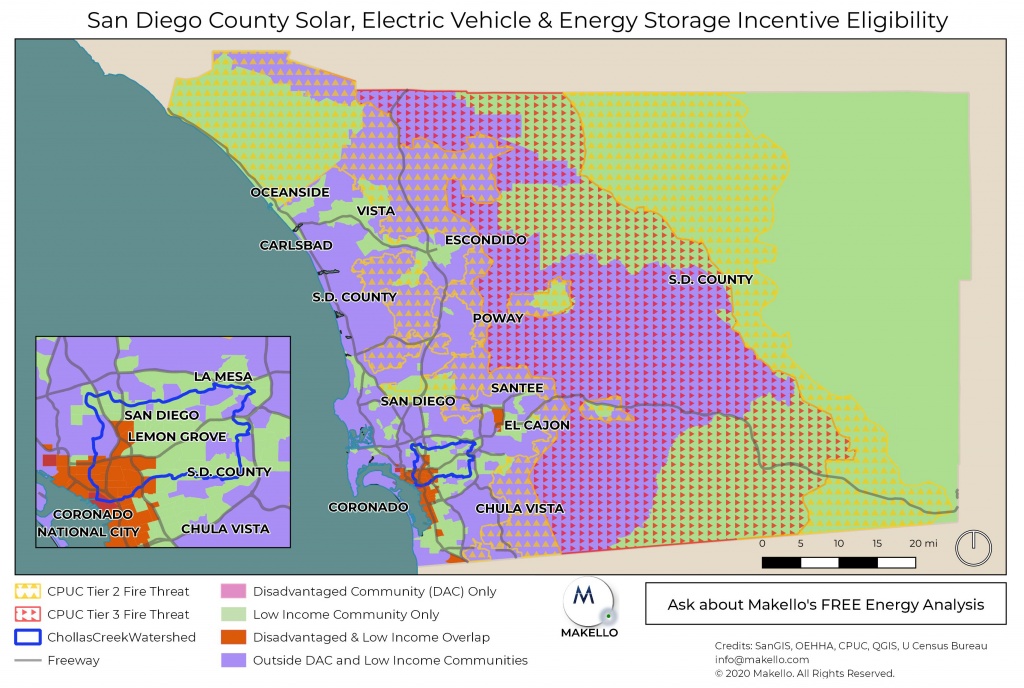 San Diego County Solar, Electric Vehicle & Energy Storage Incentive Eligibility
OCEANSIDE
VISTA
CARLSBAD
ESCONDIDO
S.D. COUNTY
S.D. COUNTY
POWAY
SANTEE
SAN DIEGO
EL CAJON
CORONADO
CHULA VISTA
LA MESA
SAN DIEGO
LEMON GROVE
S.D. COUNTY
CORONADO
NATIONAL CITY
CHULA VISTA
0 5 10 15 20 mi
CPUC Tier 2 Fire Threat
CPUC Tier 3 Fire Threat
ChollasCreekWatershed
Freeway
Disadvantaged Community (DAC) Only
Low Income Community Only
Disadvantaged & Low Income Overlap
Outside DAC and Low Income Communities
M
MAKELLO
Ask about Makello's FREE Energy Analysis
Credits: SanGIS, OEHHA, CPUC, QGIS, U Census Bureau
info@makello.com
© 2020 Makello. All Rights Reserved.